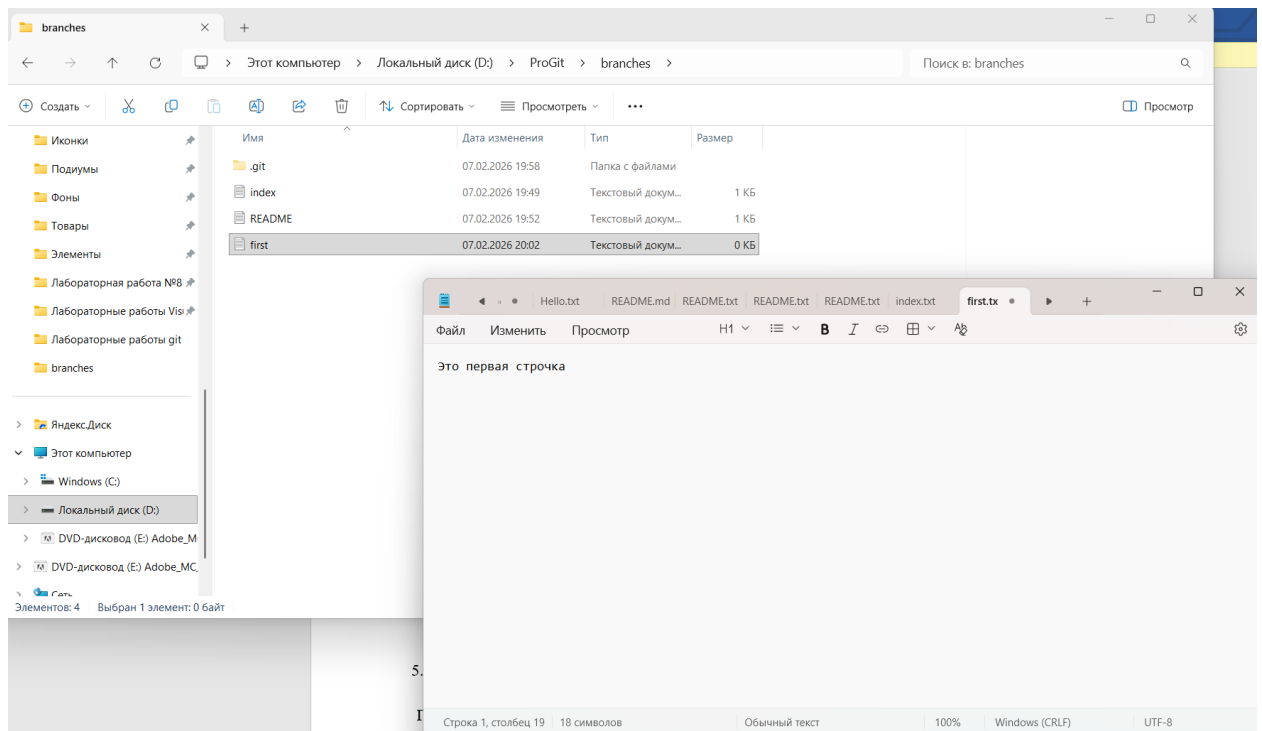 branches
Этот компьютер > Локальный диск (D:) > ProGit > branches >
Поиск в: branches
Создать
Сортировать
Просмотреть
Просмотр
Иконки
Подиумы
Фоны
Товары
Элементы
Лабораторная работа №8
Лабораторные работы Vis
Лабораторные работы git
branches
Яндекс.Диск
Этот компьютер
Windows (C:)
Локальный диск (D:)
DVD-дисковод (E:) Adobe_M
DVD-дисковод (E:) Adobe_MC_
Сеть
Элементов: 4 Выбран 1 элемент: 0 байт
Имя Дата изменения Тип Размер
.git 07.02.2026 19:58 Папка с файлами
index 07.02.2026 19:49 Текстовый докум... 1 КБ
README 07.02.2026 19:52 Текстовый докум... 1 КБ
first 07.02.2026 20:02 Текстовый докум... 0 КБ
Hello.txt README.md README.txt README.txt README.txt index.txt first.tx
Файл Изменить Просмотр H1 B I
Это первая строчка
Строка 1, столбец 19 18 символов Обычный текст 100% Windows (CRLF) UTF-8
5.